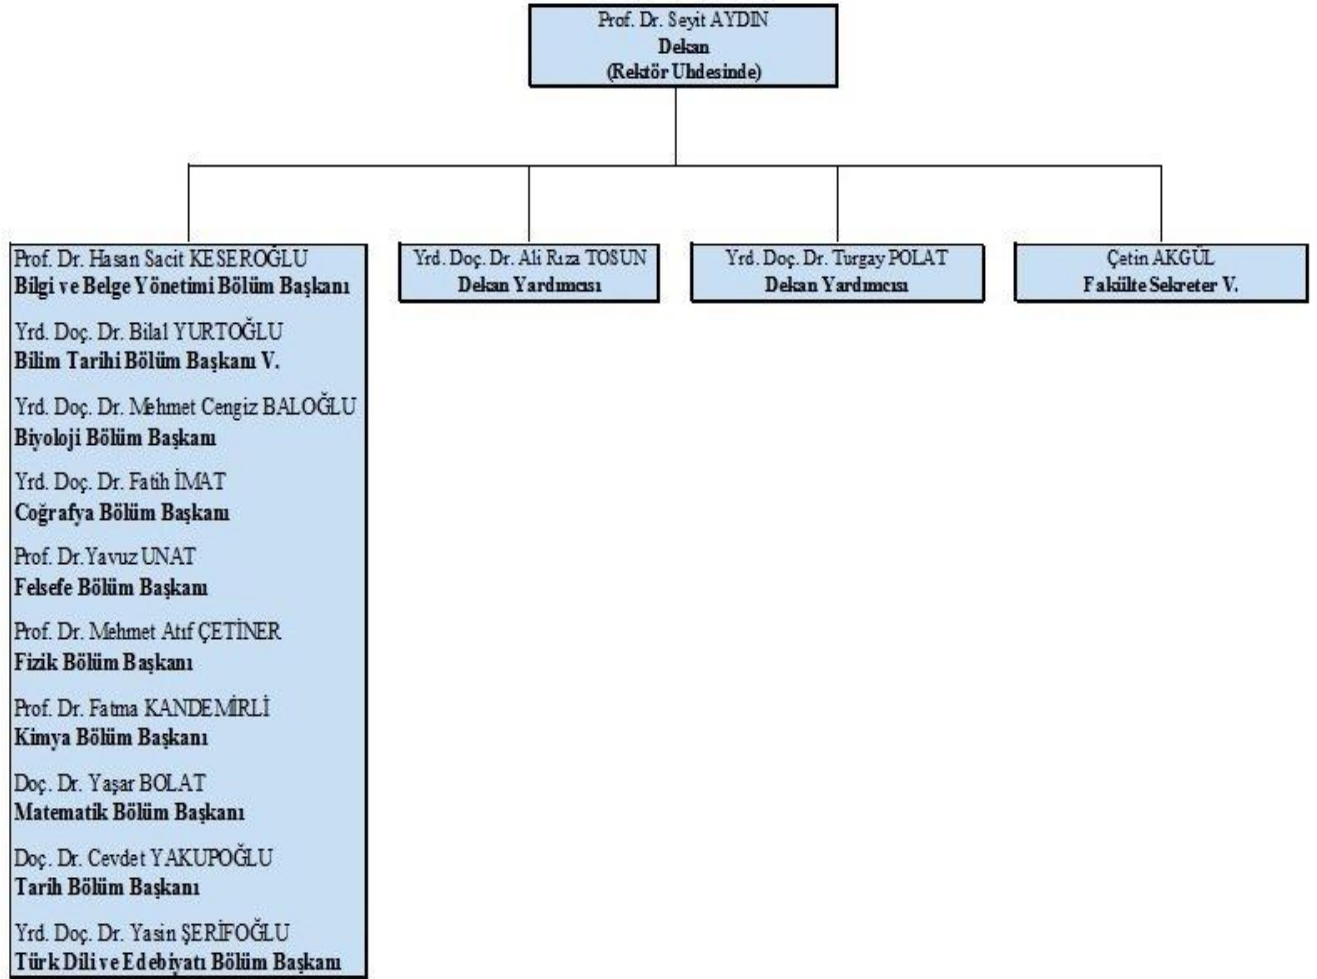 Prof. Dr. Seyit AYDIN
Dekan
(Rektör Uhdesinde)
Prof. Dr. Hasan Sacit KESEROĞLU
Bilgi ve Belge Yönetimi Bölüm Başkanı
Yrd. Doç. Dr. Bilal YURTOĞLU
Bilim Tarihi Bölüm Başkanı V.
Yrd. Doç. Dr. Mehmet Cengiz BALOĞLU
Biyoloji Bölüm Başkanı
Yrd. Doç. Dr. Fatih İMAT
Coğrafya Bölüm Başkanı
Prof. Dr.Yavuz UNAT
Felsefe Bölüm Başkanı
Prof. Dr. Mehmet Atıf ÇETİNER
Fizik Bölüm Başkanı
Prof. Dr. Fatma KANDEMİRLİ
Kimya Bölüm Başkanı
Doç. Dr. Yaşar BOLAT
Matematik Bölüm Başkanı
Doç. Dr. Cevdet YAKUPOĞLU
Tarih Bölüm Başkanı
Yrd. Doç. Dr. Yasin ŞERİFOĞLU
Türk Dili ve Edebiyatı Bölüm Başkanı
Yrd. Doç. Dr. Ali Rıza TOSUN
Dekan Yardımcısı
Yrd. Doç. Dr. Turgay POLAT
Dekan Yardımcısı
Çetin AKGÜL
Fakülte Sekreter V.